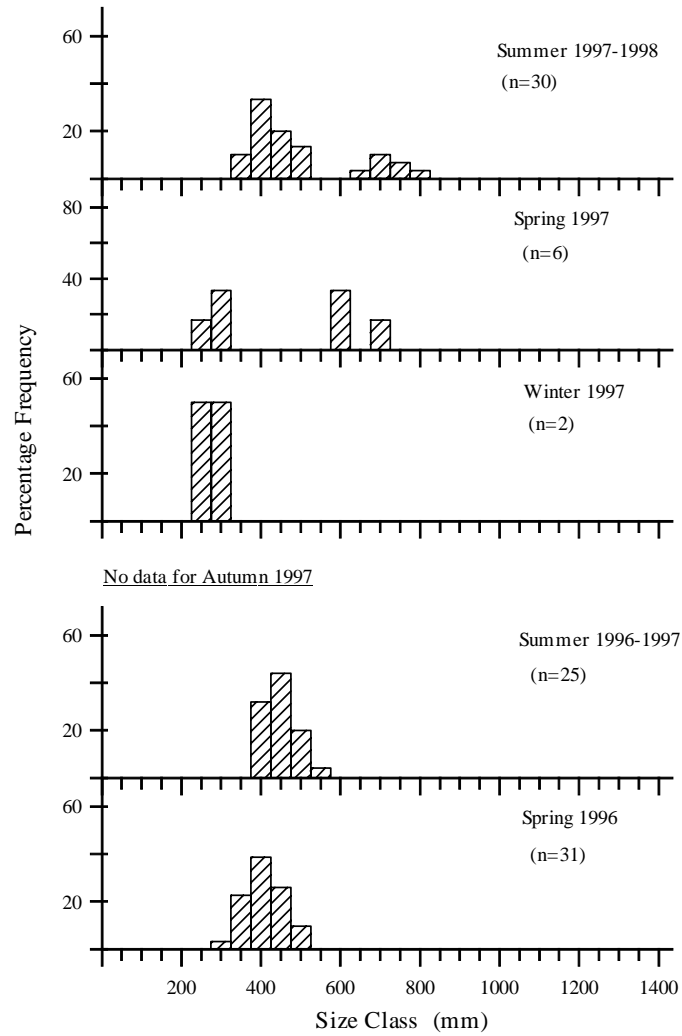 60
Summer 1997-1998
(n=30)
20
80
Spring 1997
(n=6)
40
60
Winter 1997
(n=2)
20
Percentage Frequency
No data for Autumn 1997
60
Summer 1996-1997
(n=25)
20
60
Spring 1996
(n=31)
20
200 400 600 800 1000 1200 1400
Size Class (mm)